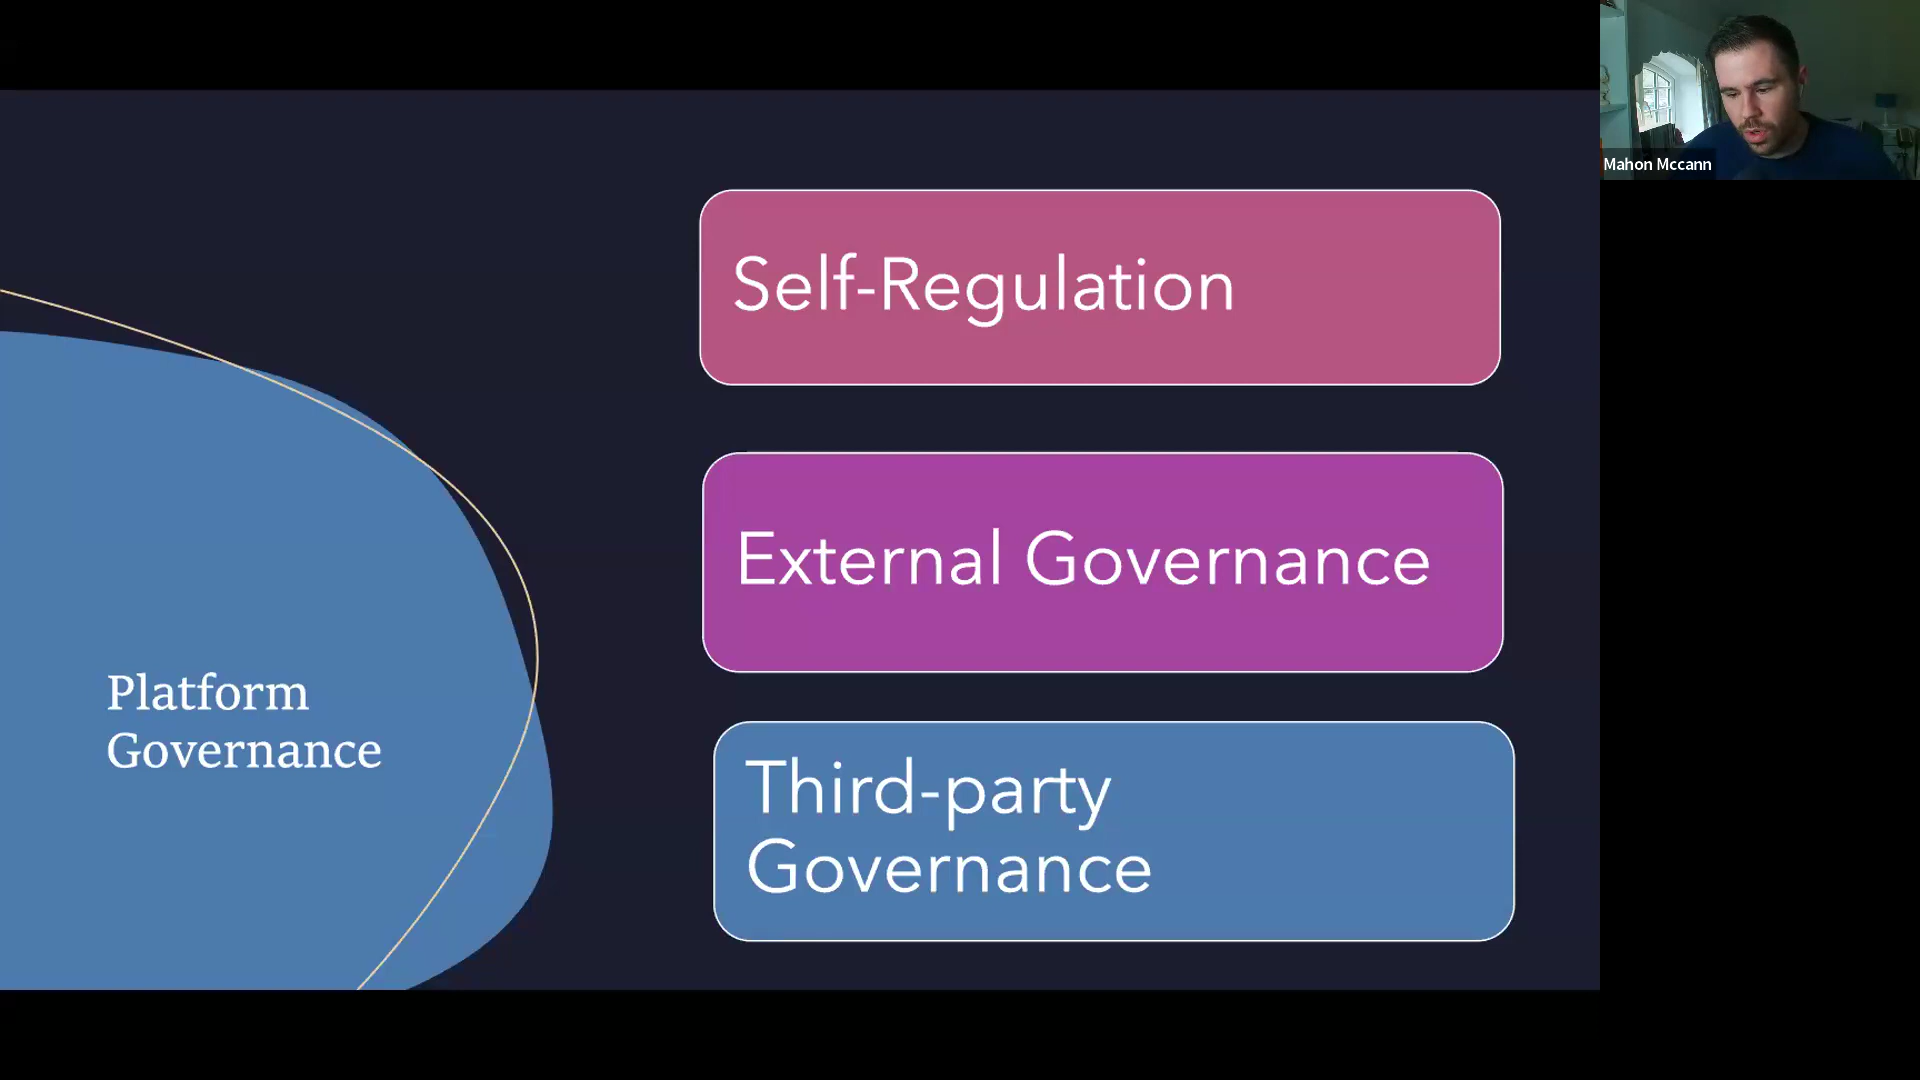 Mahon Mccann
Self-Regulation
External Governance
Platform
Governance
Third-party
Governance